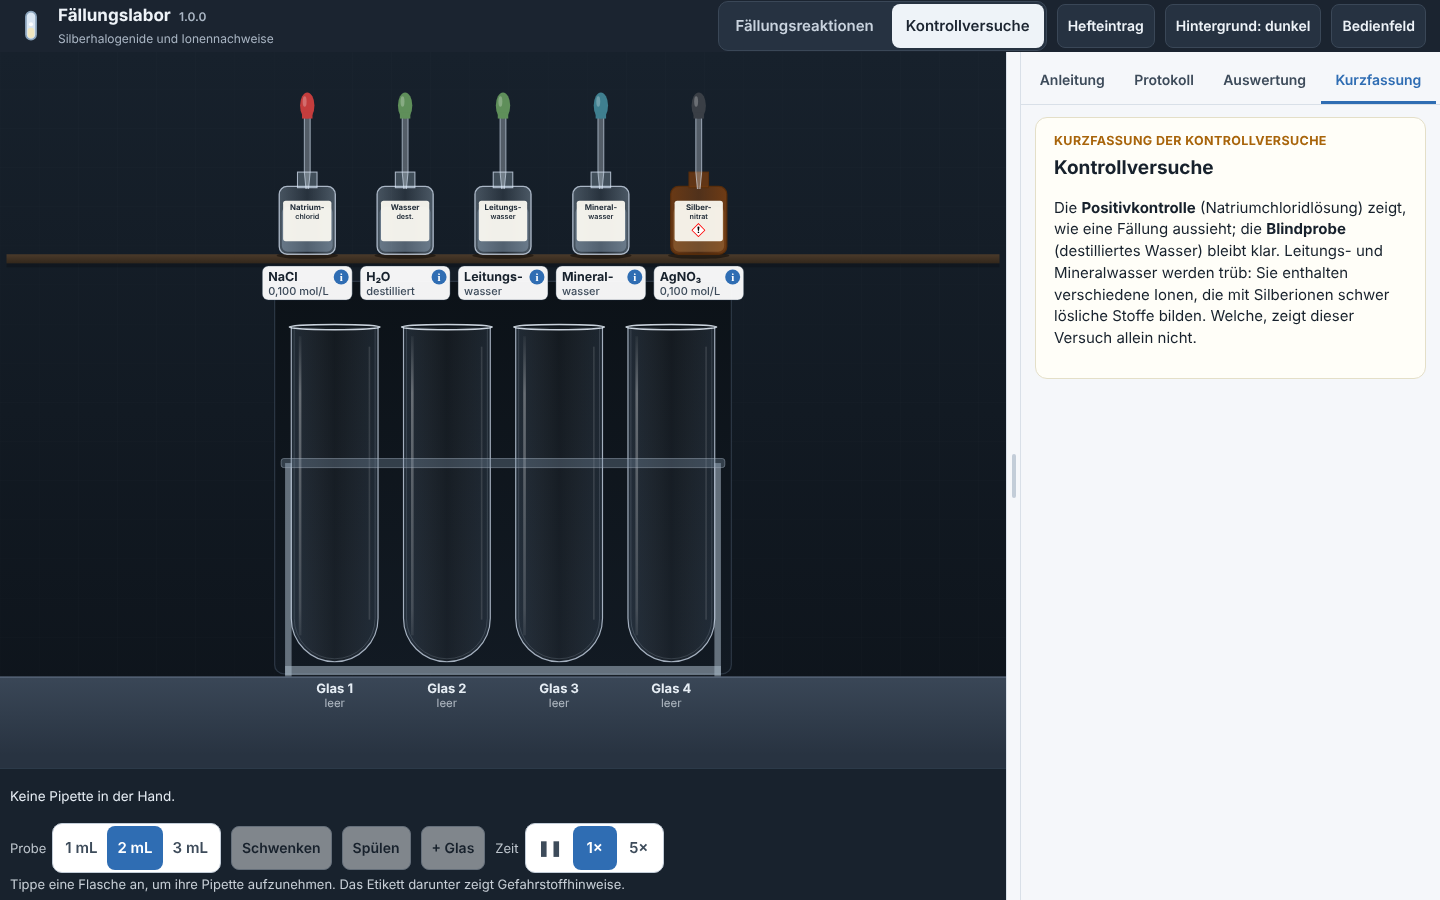 Fällungslabor 1.0.0
Silberhalogenide und Ionennachweise
Fällungsreaktionen
Kontrollversuche
Hefteintrag
Hintergrund: dunkel
Bedienfeld
Anleitung
Protokoll
Auswertung
Kurzfassung
KURZFASSUNG DER KONTROLLVERSUCHE
Kontrollversuche
Die Positivkontrolle (Natriumchloridlösung) zeigt,
wie eine Fällung aussieht; die Blindprobe
(destilliertes Wasser) bleibt klar. Leitungs- und
Mineralwasser werden trüb: Sie enthalten
verschiedene Ionen, die mit Silberionen schwer
lösliche Stoffe bilden. Welche, zeigt dieser
Versuch allein nicht.
Natrium-
chlorid
Wasser
dest.
Leitungs-
wasser
Mineral-
wasser
Silber-
nitrat
NaCl i
0,100 mol/L
H₂O i
destilliert
Leitungs- i
wasser
Mineral- i
wasser
AgNO₃ i
0,100 mol/L
Glas 1
leer
Glas 2
leer
Glas 3
leer
Glas 4
leer
Keine Pipette in der Hand.
Probe
1 mL
2 mL
3 mL
Schwenken
Spülen
+ Glas
Zeit
1×
5×
Tippe eine Flasche an, um ihre Pipette aufzunehmen. Das Etikett darunter zeigt Gefahrstoffhinweise.